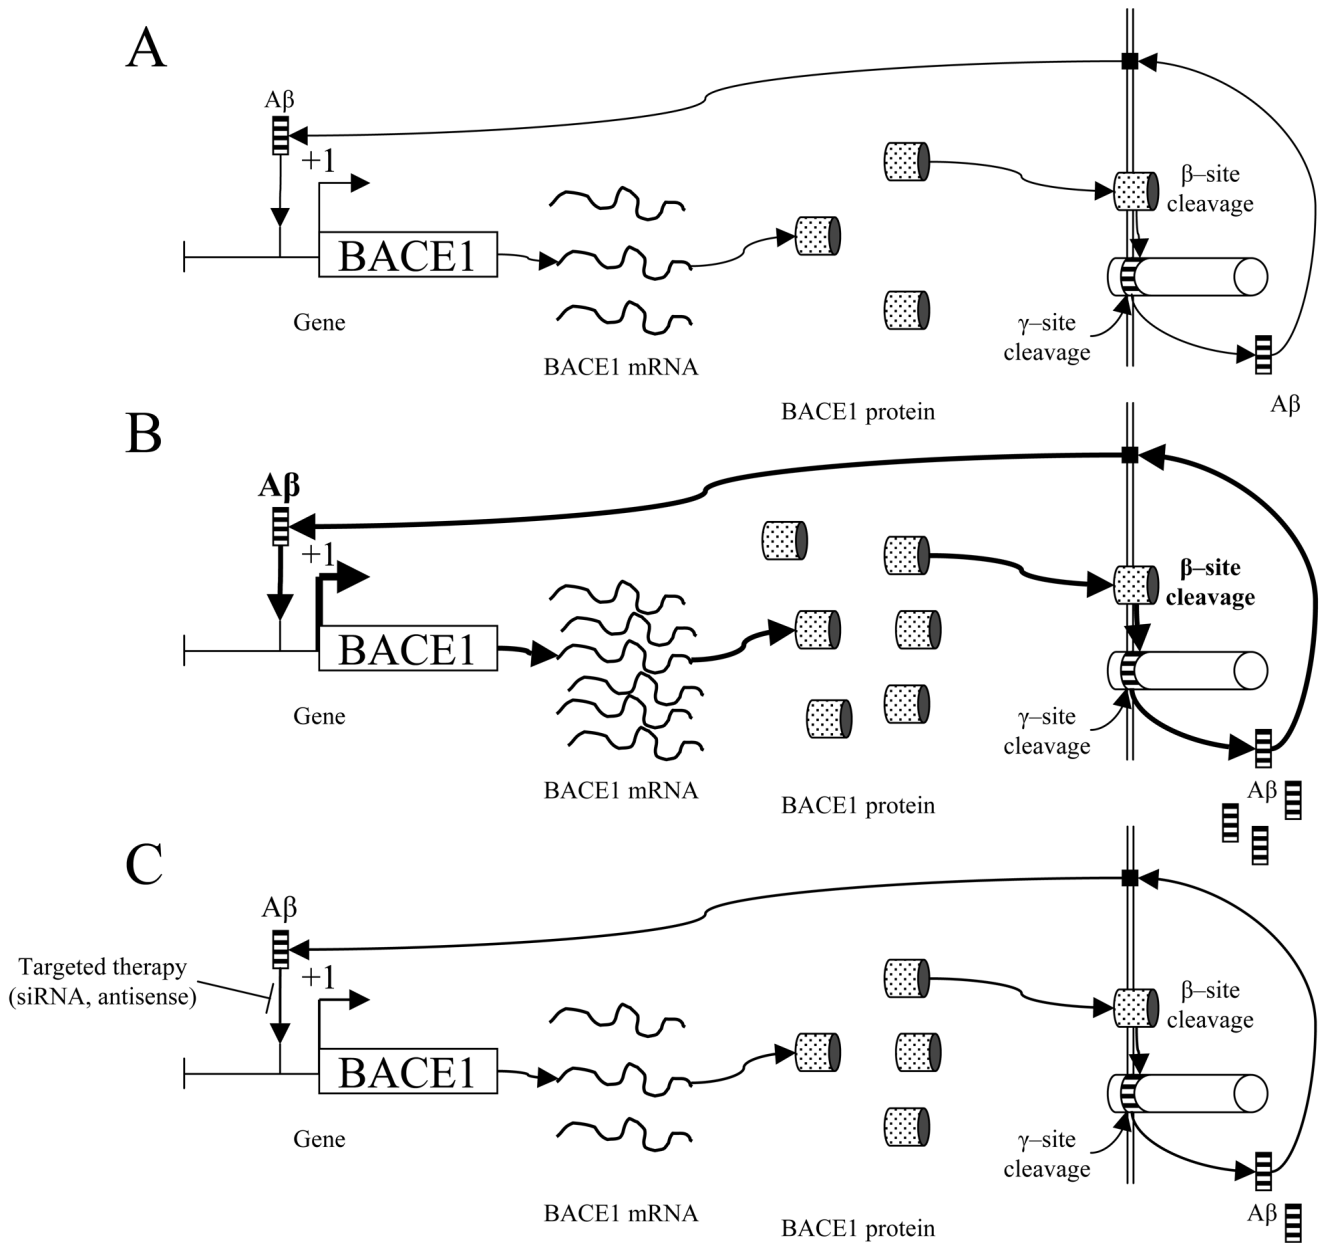 A
Aβ
+1
β–site
cleavage
BACE1
Gene
γ–site
cleavage
BACE1 mRNA
BACE1 protein
Aβ
B
Aβ
+1
β–site
cleavage
BACE1
Gene
γ–site
cleavage
BACE1 mRNA
BACE1 protein
Aβ
C
Aβ
Targeted therapy
(siRNA, antisense)
+1
β–site
cleavage
BACE1
Gene
γ–site
cleavage
BACE1 mRNA
BACE1 protein
Aβ